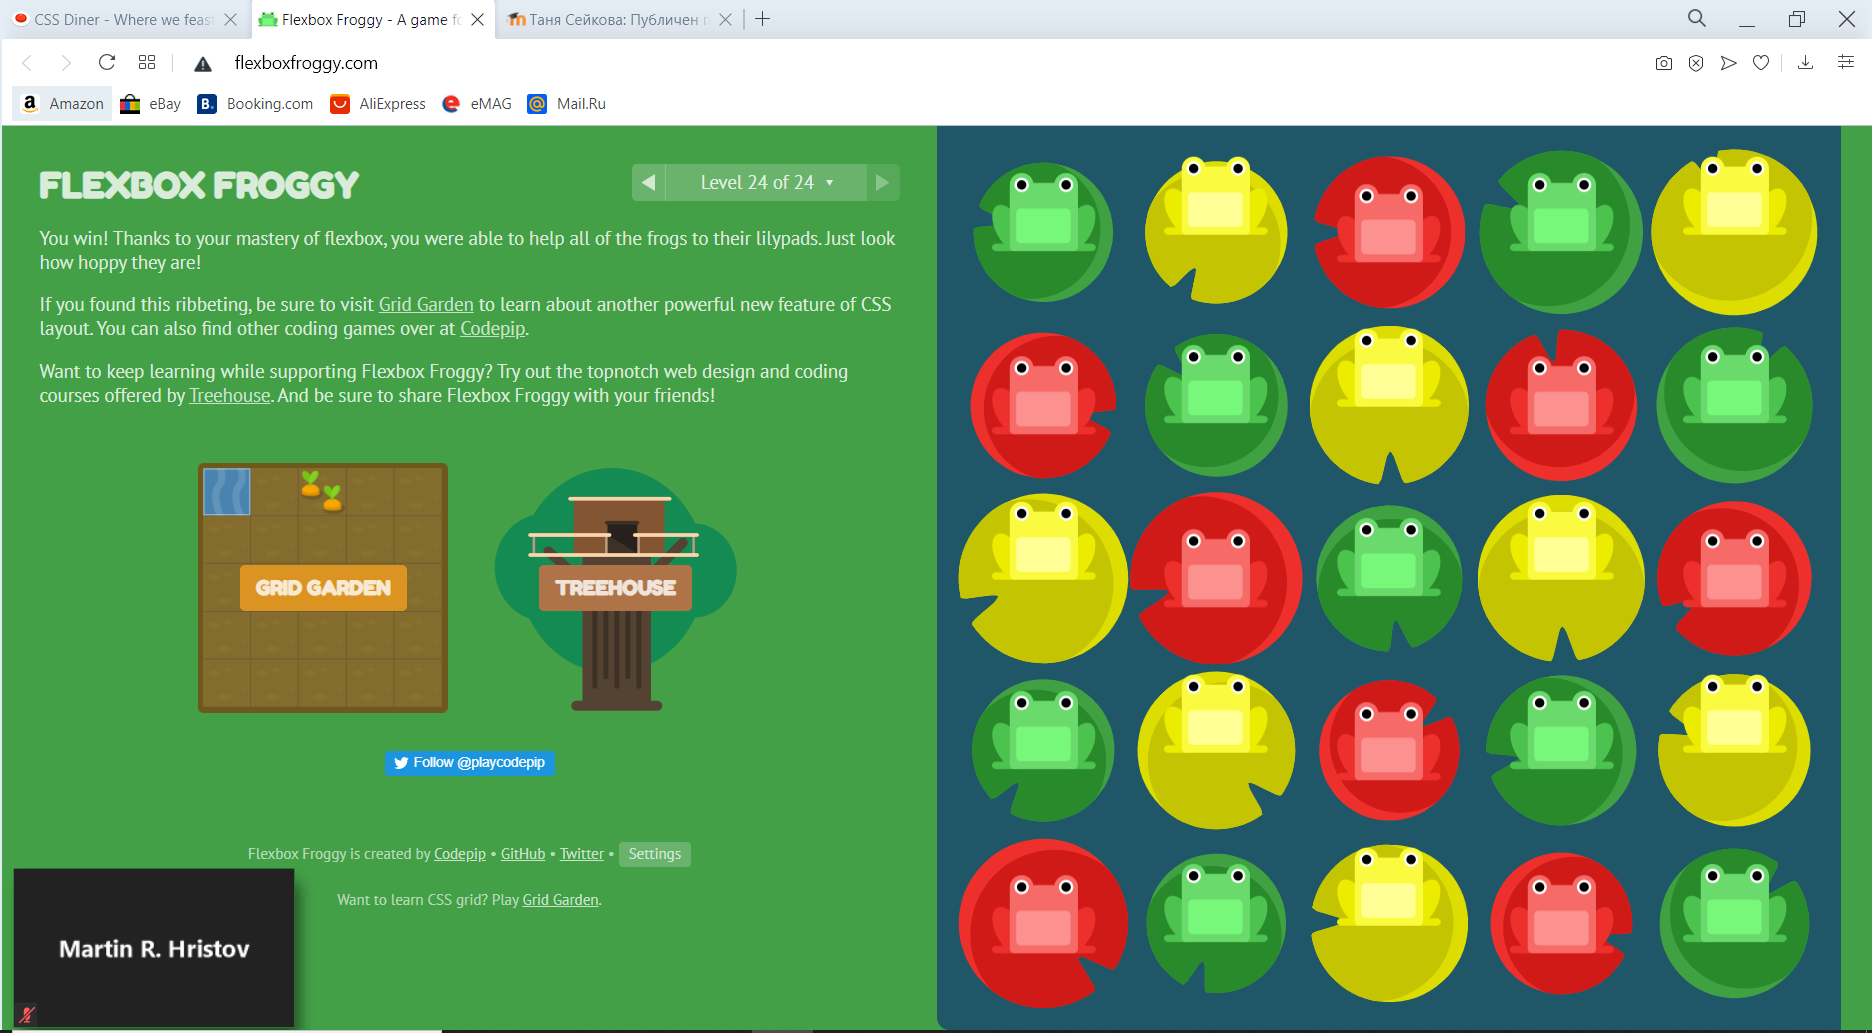 CSS Diner - Where we feas
Flexbox Froggy - A game fo
Таня Сейкова: Публичен п
flexboxfroggy.com
Amazon
eBay
Booking.com
AliExpress
eMAG
Mail.Ru
FLEXBOX FROGGY
Level 24 of 24
You win! Thanks to your mastery of flexbox, you were able to help all of the frogs to their lilypads. Just look
how hoppy they are!
If you found this ribbeting, be sure to visit Grid Garden to learn about another powerful new feature of CSS
layout. You can also find other coding games over at Codepip.
Want to keep learning while supporting Flexbox Froggy? Try out the topnotch web design and coding
courses offered by Treehouse. And be sure to share Flexbox Froggy with your friends!
GRID GARDEN
TREEHOUSE
Follow @playcodepip
Flexbox Froggy is created by Codepip • GitHub • Twitter • Settings
Want to learn CSS grid? Play Grid Garden.
Martin R. Hristov